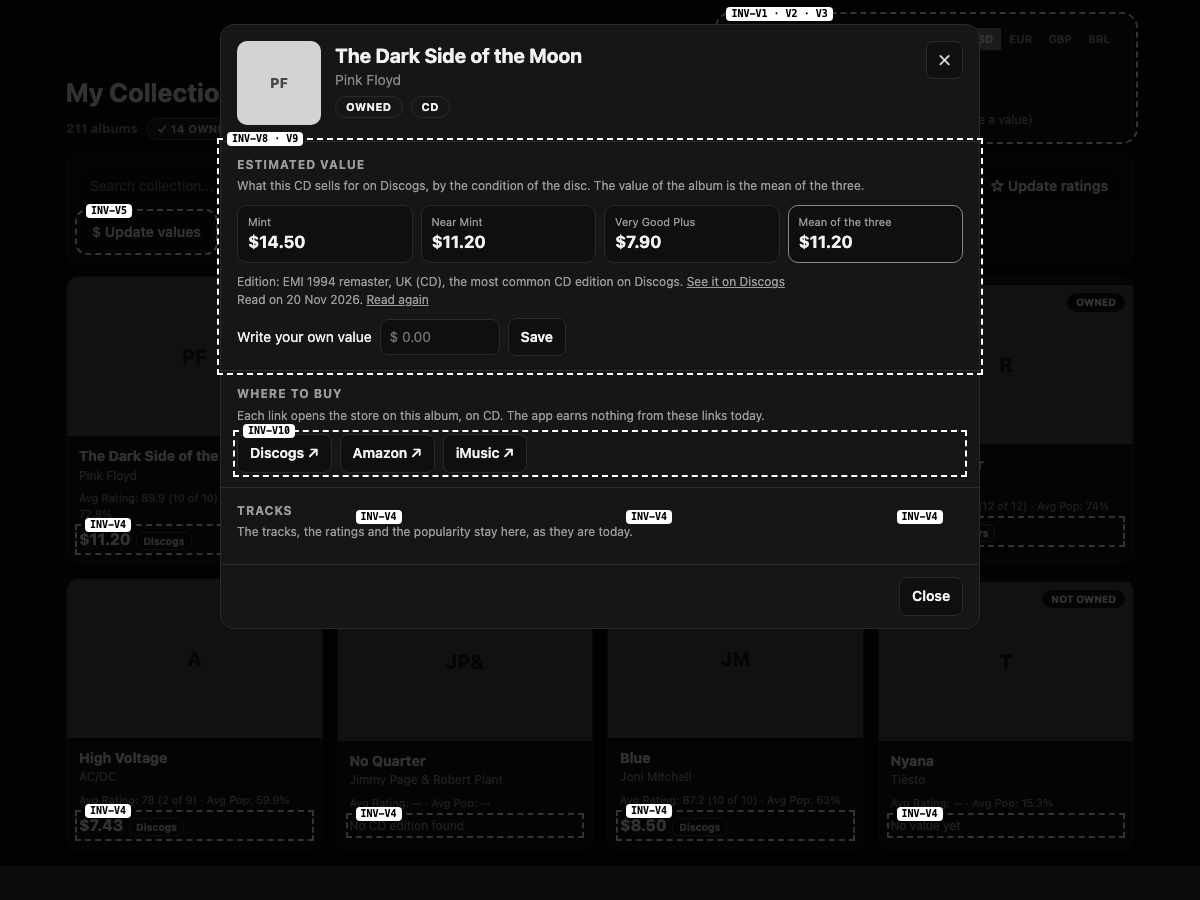 INV-V1 · V2 · V3
SD EUR GBP BRL
My Collectio
211 albums ✓ 14 OWN
e a value)
PF
The Dark Side of the Moon
Pink Floyd
OWNED CD
✕
INV-V8 · V9
ESTIMATED VALUE
What this CD sells for on Discogs, by the condition of the disc. The value of the album is the mean of the three.
Mint
$14.50
Near Mint
$11.20
Very Good Plus
$7.90
Mean of the three
$11.20
Edition: EMI 1994 remaster, UK (CD), the most common CD edition on Discogs. See it on Discogs
Read on 20 Nov 2026. Read again
Write your own value $ 0.00 Save
WHERE TO BUY
Each link opens the store on this album, on CD. The app earns nothing from these links today.
INV-V10
Discogs ↗ Amazon ↗ iMusic ↗
TRACKS
The tracks, the ratings and the popularity stay here, as they are today.
Close
Search collection...
☆ Update ratings
INV-V5
$ Update values
PF
The Dark Side of the
Pink Floyd
Avg Rating: 89.9 (10 of 10)
72.8%
INV-V4
$11.20 Discogs
INV-V4
INV-V4
OWNED
R
r
(12 of 12) · Avg Pop: 74%
INV-V4
rs
A
High Voltage
AC/DC
Avg Rating: 78 (2 of 9) · Avg Pop: 59.9%
INV-V4
$7.43 Discogs
JP&
No Quarter
Jimmy Page & Robert Plant
Avg Rating: — · Avg Pop: —
INV-V4
No CD edition found
JM
Blue
Joni Mitchell
Avg Rating: 87.2 (10 of 10) · Avg Pop: 63%
INV-V4
$8.50 Discogs
NOT OWNED
T
Nyana
Tiësto
Avg Rating: — · Avg Pop: 15.3%
INV-V4
No value yet